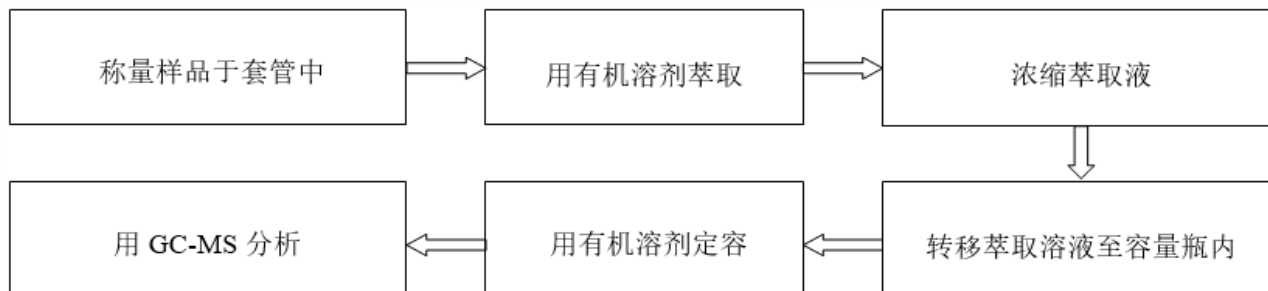 称量样品于套管中
用有机溶剂萃取
浓缩萃取液
转移萃取溶液至容量瓶内
用有机溶剂定容
用 GC-MS 分析